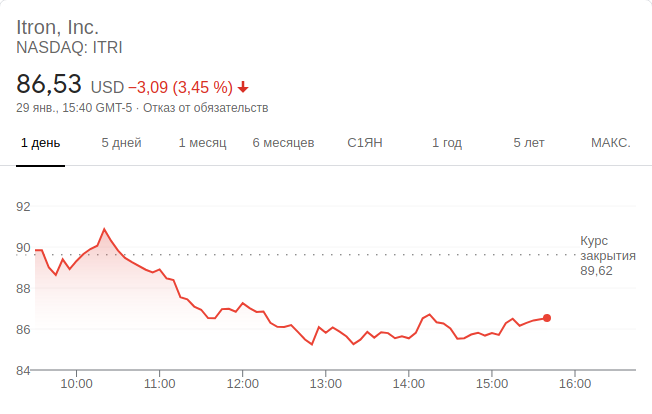 Itron, Inc.
NASDAQ: ITRI
86,53 USD −3,09 (3,45 %)
29 янв., 15:40 GMT-5 · Отказ от обязательств
1 день 5 дней 1 месяц 6 месяцев С1ЯН 1 год 5 лет МАКС.
92
90
88
86
84
Курс
закрытия
89,62
10:00 11:00 12:00 13:00 14:00 15:00 16:00